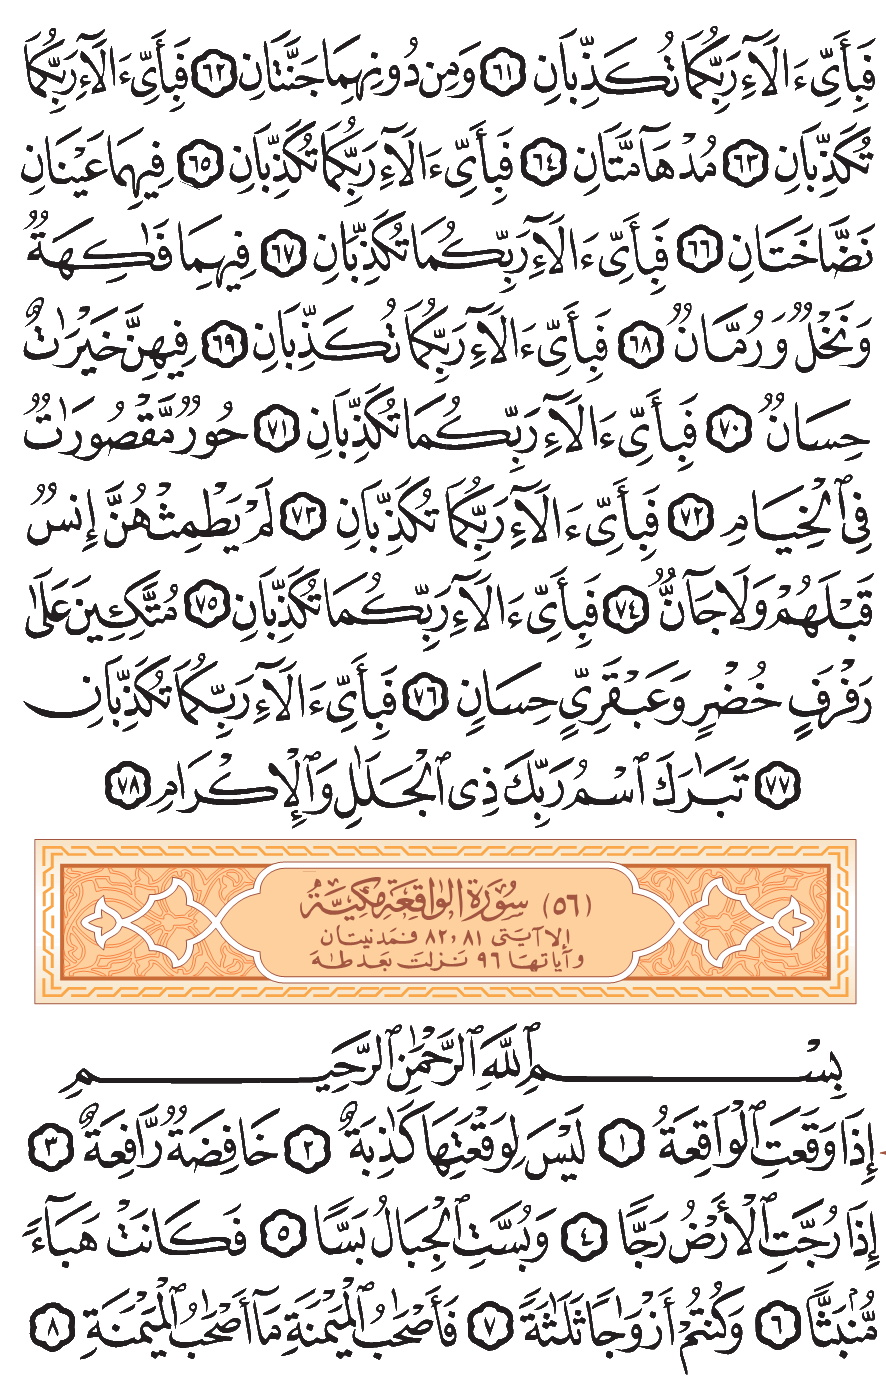 فَبِأَىِّ ءَالَآءِ رَبِّكُمَا تُكَذِّبَانِ ٦١ وَمِن دُونِهِمَا جَنَّتَانِ ٦٢ فَبِأَىِّ ءَالَآءِ رَبِّكُمَا
تُكَذِّبَانِ ٦٣ مُدْهَآمَّتَانِ ٦٤ فَبِأَىِّ ءَالَآءِ رَبِّكُمَا تُكَذِّبَانِ ٦٥ فِيهِمَا عَيْنَانِ
نَضَّاخَتَانِ ٦٦ فَبِأَىِّ ءَالَآءِ رَبِّكُمَا تُكَذِّبَانِ ٦٧ فِيهِمَا فَٰكِهَةٌ
وَنَخْلٌ وَرُمَّانٌ ٦٨ فَبِأَىِّ ءَالَآءِ رَبِّكُمَا تُكَذِّبَانِ ٦٩ فِيهِنَّ خَيْرَٰتٌ
حِسَانٌ ٧٠ فَبِأَىِّ ءَالَآءِ رَبِّكُمَا تُكَذِّبَانِ ٧١ حُورٌ مَّقْصُورَٰتٌ
فِى ٱلْخِيَامِ ٧٢ فَبِأَىِّ ءَالَآءِ رَبِّكُمَا تُكَذِّبَانِ ٧٣ لَمْ يَطْمِثْهُنَّ إِنسٌ
قَبْلَهُمْ وَلَا جَآنٌّ ٧٤ فَبِأَىِّ ءَالَآءِ رَبِّكُمَا تُكَذِّبَانِ ٧٥ مُتَّكِـِٔينَ عَلَىٰ
رَفْرَفٍ خُضْرٍ وَعَبْقَرِىٍّ حِسَانٍ ٧٦ فَبِأَىِّ ءَالَآءِ رَبِّكُمَا تُكَذِّبَانِ
٧٧ تَبَٰرَكَ ٱسْمُ رَبِّكَ ذِى ٱلْجَلَٰلِ وَٱلْإِكْرَامِ ٧٨
(٥٦) سُورَةُ الوَاقِعَةِ مَكِّيَّةٌ
إلا آيتى ٨١، ٨٢ فمدنيتان
وآياتها ٩٦ نزلت بعد طه
بِسْمِ ٱللَّهِ ٱلرَّحْمَٰنِ ٱلرَّحِيمِ
إِذَا وَقَعَتِ ٱلْوَاقِعَةُ ١ لَيْسَ لِوَقْعَتِهَا كَاذِبَةٌ ٢ خَافِضَةٌ رَّافِعَةٌ ٣
إِذَا رُجَّتِ ٱلْأَرْضُ رَجًّا ٤ وَبُسَّتِ ٱلْجِبَالُ بَسًّا ٥ فَكَانَتْ هَبَآءً
مُّنۢبَثًّا ٦ وَكُنتُمْ أَزْوَٰجًا ثَلَٰثَةً ٧ فَأَصْحَٰبُ ٱلْمَيْمَنَةِ مَآ أَصْحَٰبُ ٱلْمَيْمَنَةِ ٨